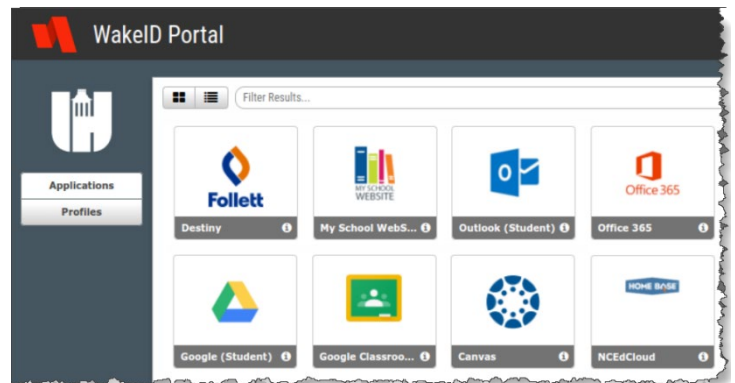 WakeID Portal
Filter Results...
Applications
Profiles
Follett
Destiny
MY SCHOOL
WEBSITE
My School WebS...
Outlook (Student)
Office 365
Office 365
Google (Student)
Google Classroo...
Canvas
HOME BASE
NCEdCloud